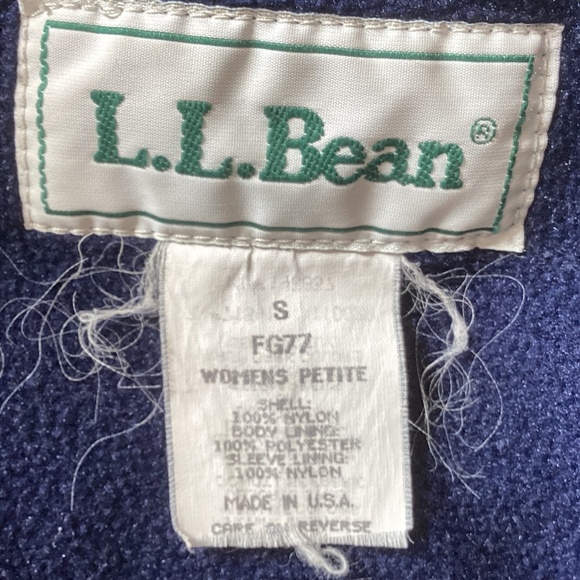 L.L.Bean®
S
FG77
WOMENS PETITE
SHELL:
100% NYLON
BODY LINING:
100% POLYESTER
SLEEVE LINING:
100% NYLON
MADE IN U.S.A.
CARE ON REVERSE